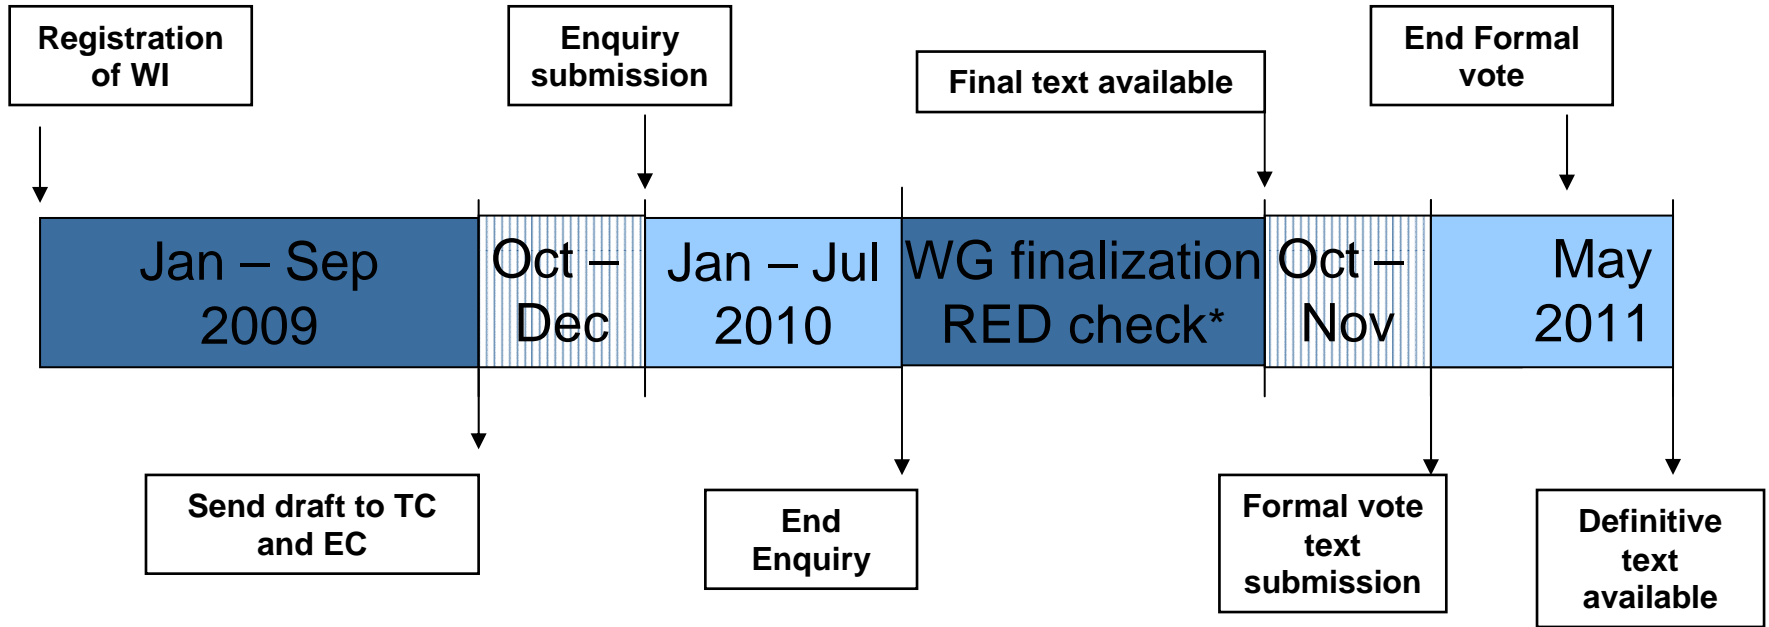 Registration
of WI
Enquiry
submission
Final text available
End Formal
vote
Jan – Sep
2009
Oct –
Dec
Jan – Jul
2010
WG finalization
RED check*
Oct –
Nov
May
2011
Send draft to TC
and EC
End
Enquiry
Formal vote
text
submission
Definitive
text
available